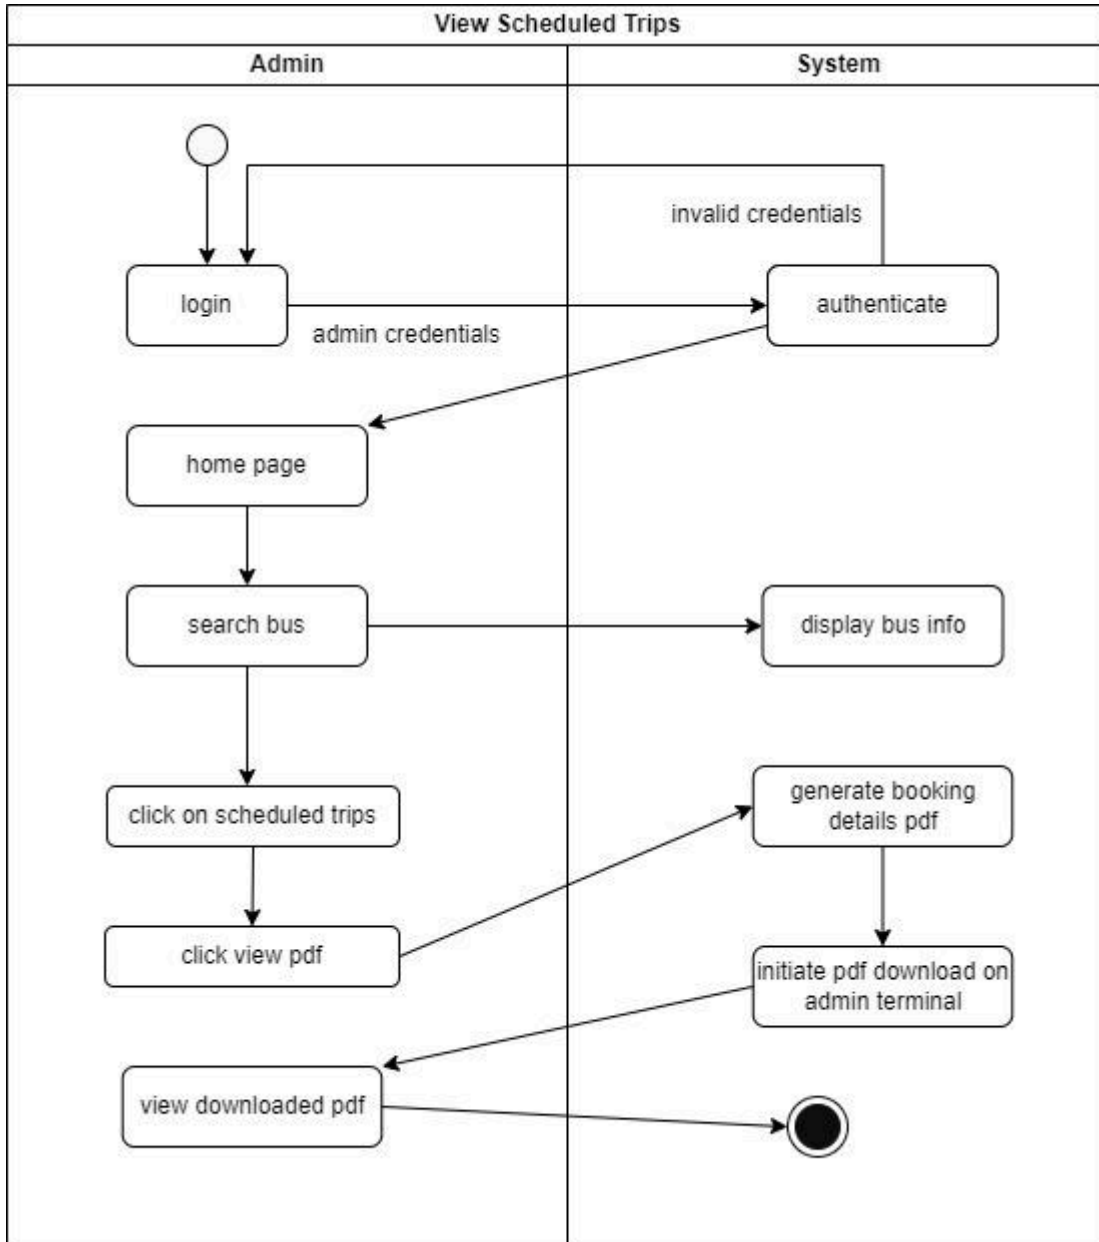 View Scheduled Trips
Admin
System
invalid credentials
login
authenticate
admin credentials
home page
search bus
display bus info
click on scheduled trips
generate booking
details pdf
click view pdf
initiate pdf download on
admin terminal
view downloaded pdf